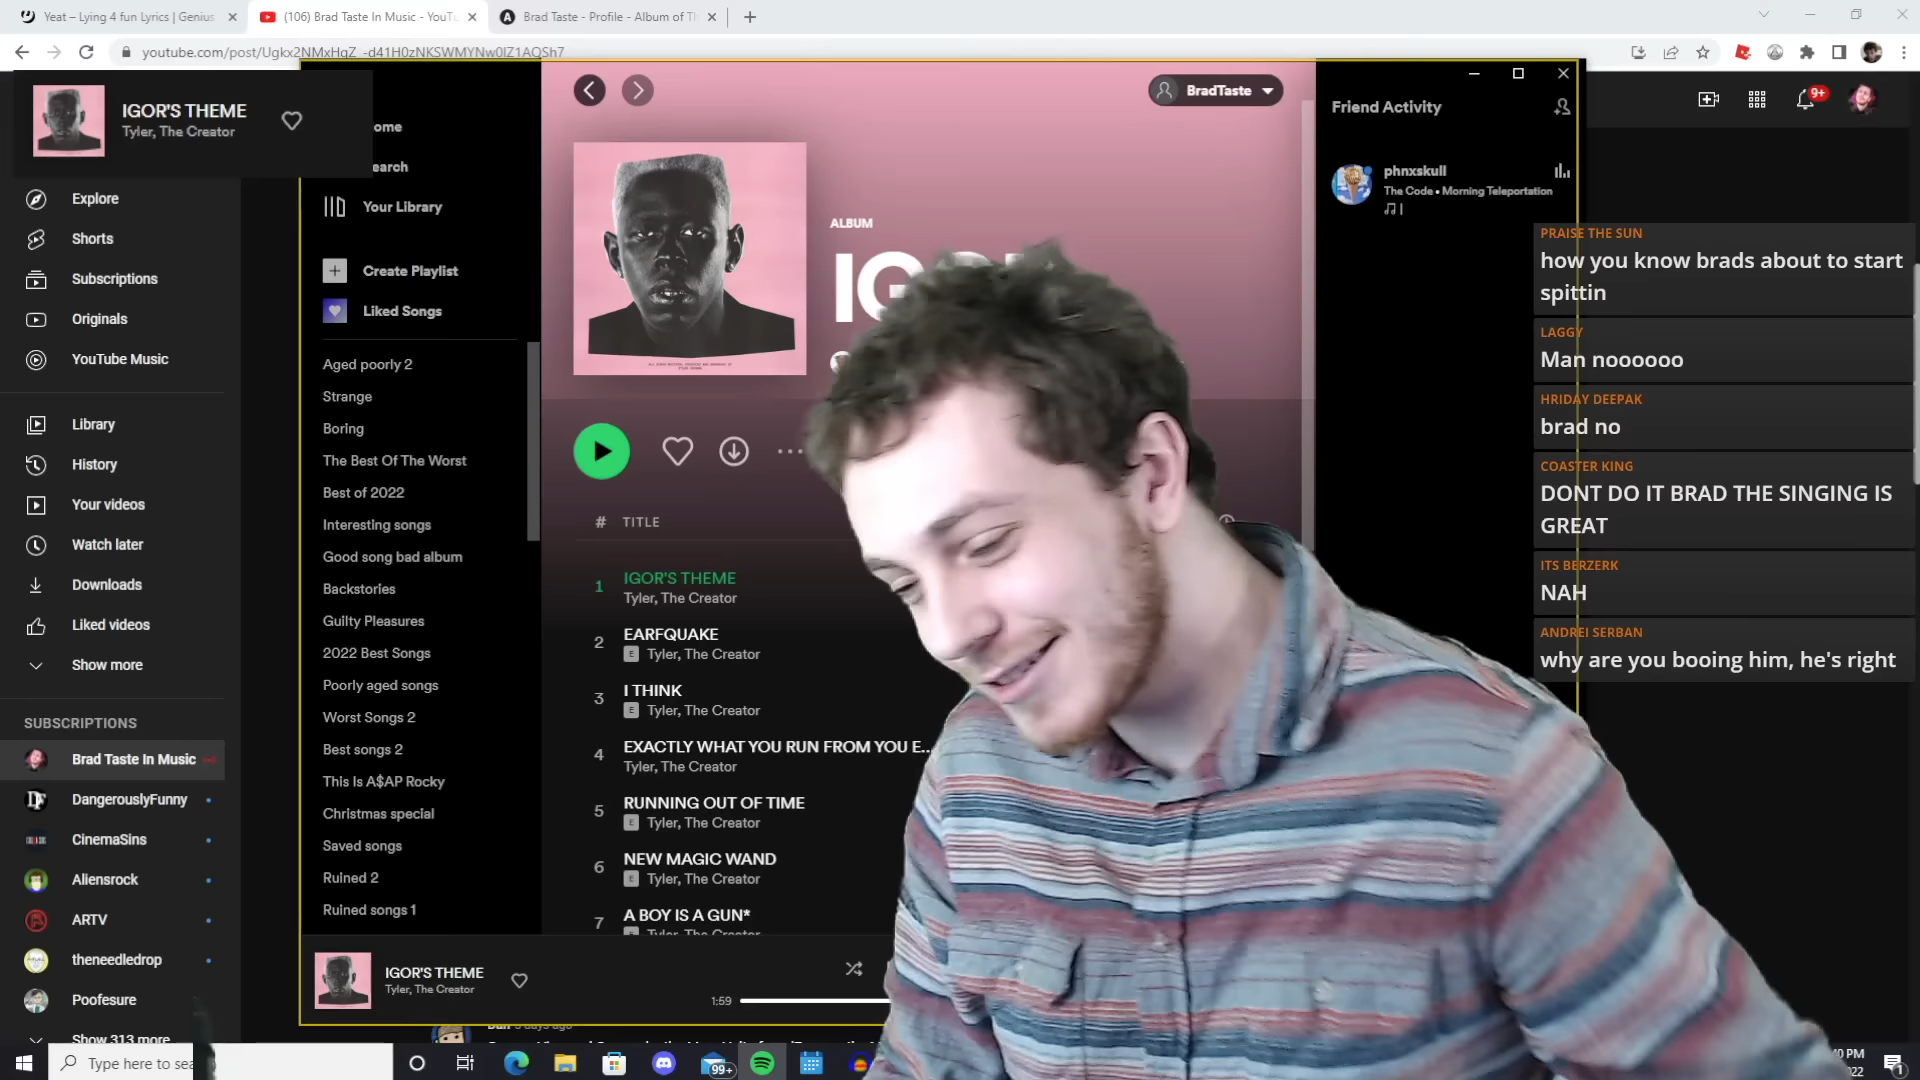 Yeat – Lying 4 fun Lyrics | Genius
(106) Brad Taste In Music - YouTu
Brad Taste - Profile - Album of Th
youtube.com/post/Ugkx2NMxHgZ_-d41H0zNKSWMYNw0lZ1AQSh7
IGOR'S THEME
Tyler, The Creator
Explore
Shorts
Subscriptions
Originals
YouTube Music
Library
History
Your videos
Watch later
Downloads
Liked videos
Show more
SUBSCRIPTIONS
Brad Taste In Music
DangerouslyFunny
CinemaSins
Aliensrock
ARTV
theneedledrop
Poofesure
Show 313 more
ome
earch
Your Library
Create Playlist
Liked Songs
Aged poorly 2
Strange
Boring
The Best Of The Worst
Best of 2022
Interesting songs
Good song bad album
Backstories
Guilty Pleasures
2022 Best Songs
Poorly aged songs
Worst Songs 2
Best songs 2
This Is A$AP Rocky
Christmas special
Saved songs
Ruined 2
Ruined songs 1
BradTaste
ALBUM
# TITLE
1 IGOR'S THEME
Tyler, The Creator
2 EARFQUAKE
E Tyler, The Creator
3 I THINK
E Tyler, The Creator
4 EXACTLY WHAT YOU RUN FROM YOU E...
Tyler, The Creator
5 RUNNING OUT OF TIME
E Tyler, The Creator
6 NEW MAGIC WAND
E Tyler, The Creator
7 A BOY IS A GUN*
Tyler, The Creator
IGOR'S THEME
Tyler, The Creator
1:59
Friend Activity
phnxskull
The Code • Morning Teleportation
9+
PRAISE THE SUN
how you know brads about to start
spittin
LAGGY
Man noooooo
HRIDAY DEEPAK
brad no
COASTER KING
DONT DO IT BRAD THE SINGING IS
GREAT
ITS BERZERK
NAH
ANDREI SERBAN
why are you booing him, he's right
Type here to sea
99+